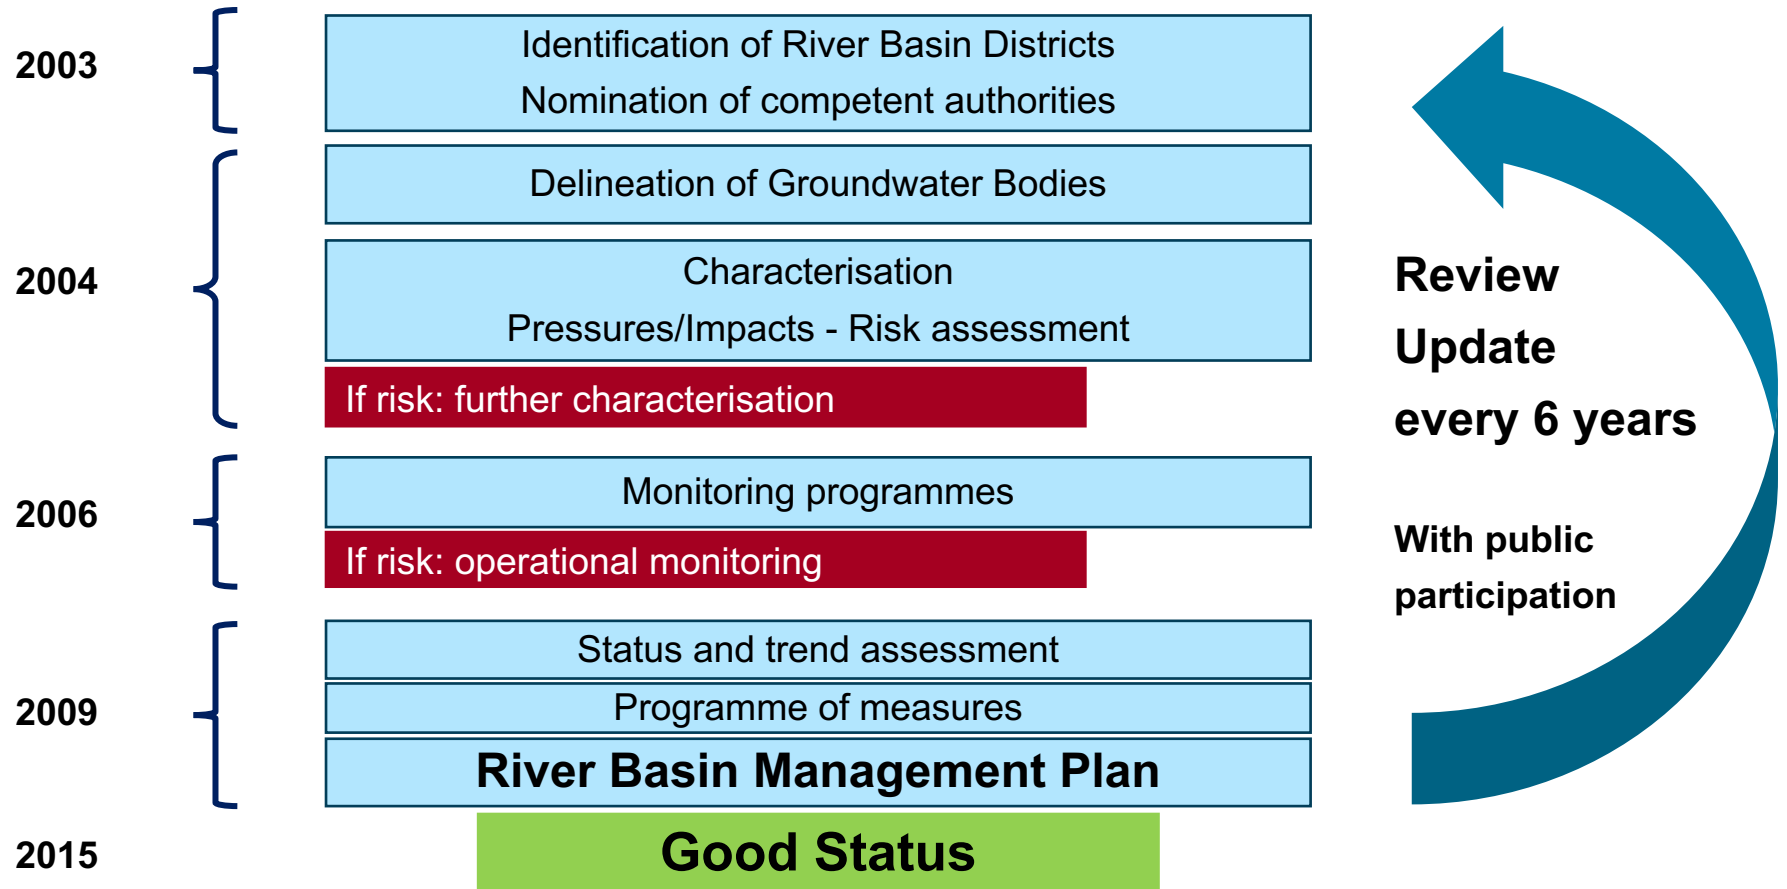 2003
Identification of River Basin Districts
Nomination of competent authorities
2004
Delineation of Groundwater Bodies
Characterisation
Pressures/Impacts - Risk assessment
If risk: further characterisation
2006
Monitoring programmes
If risk: operational monitoring
2009
Status and trend assessment
Programme of measures
River Basin Management Plan
2015
Good Status
Review
Update
every 6 years
With public
participation